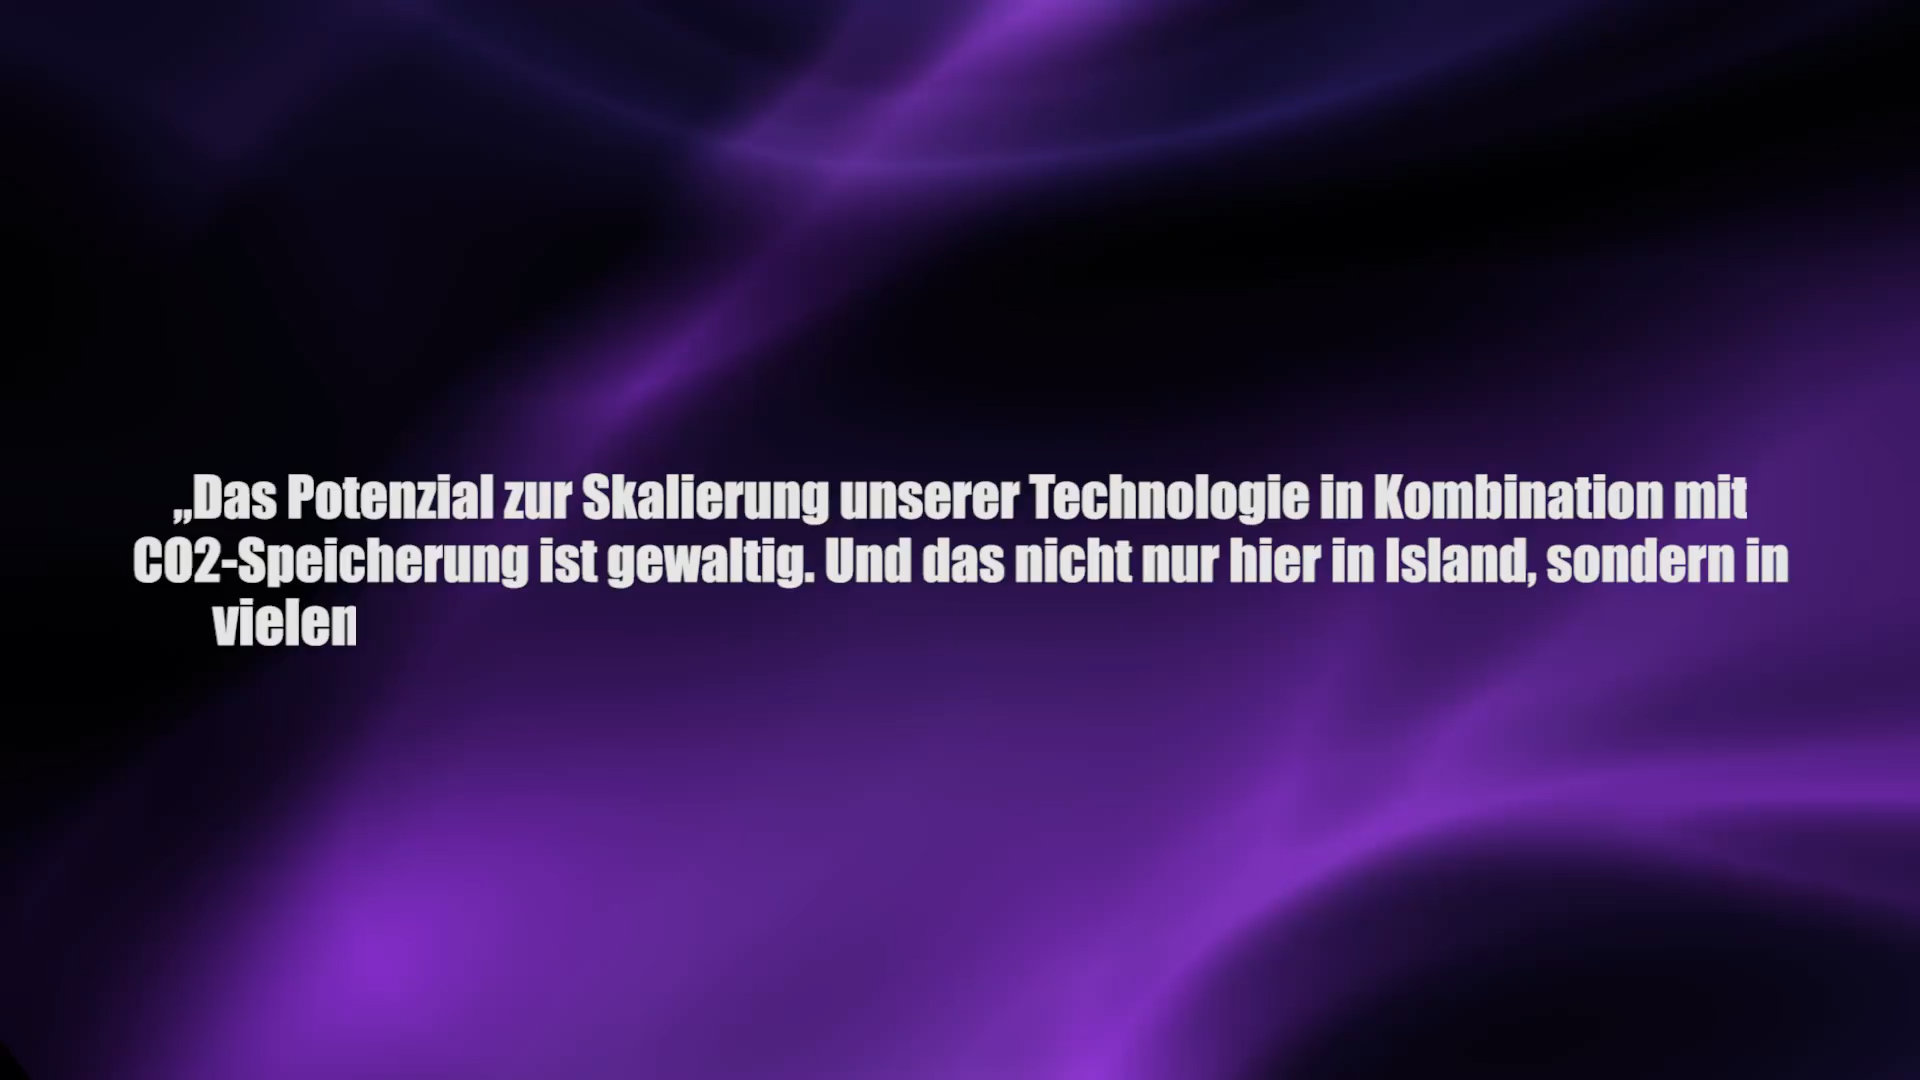 „Das Potenzial zur Skalierung unserer Technologie in Kombination mit
CO2-Speicherung ist gewaltig. Und das nicht nur hier in Island, sondern in
vielen